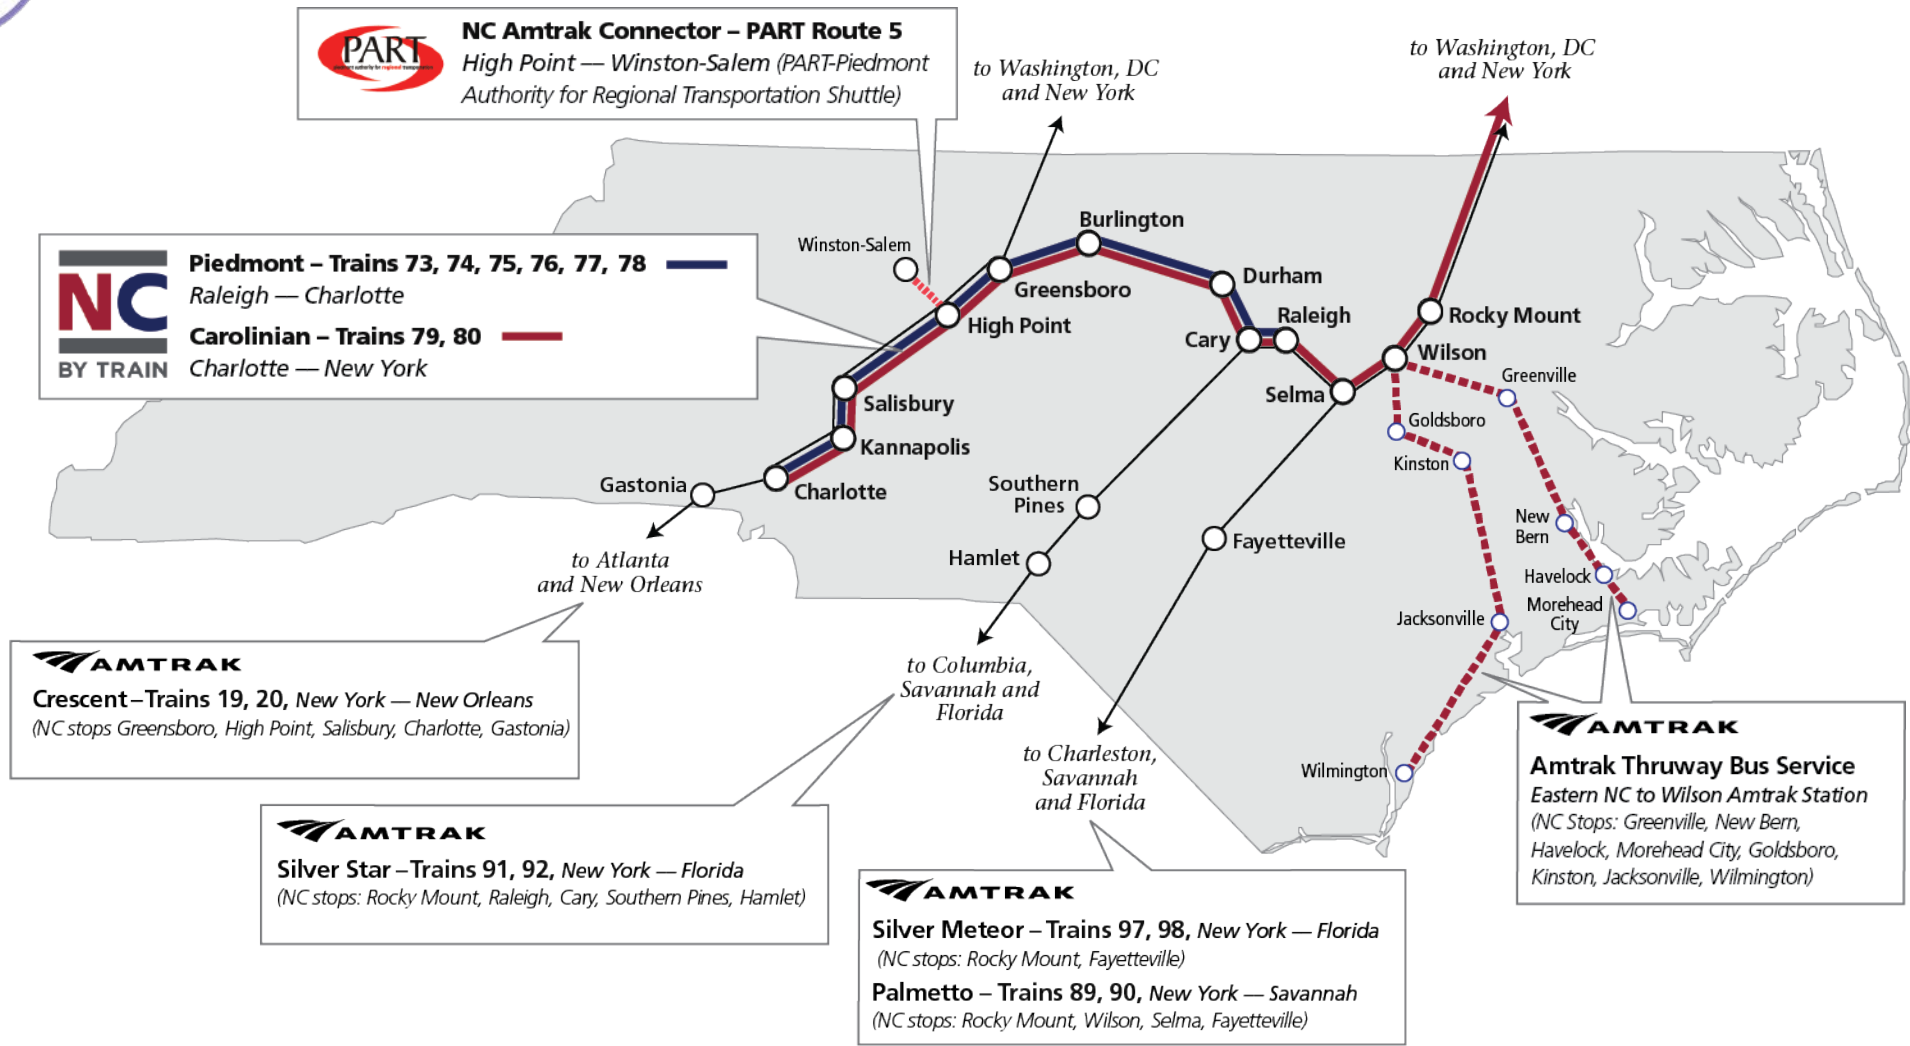 PART
NC Amtrak Connector – PART Route 5
High Point — Winston-Salem (PART-Piedmont
Authority for Regional Transportation Shuttle)
to Washington, DC
and New York
to Washington, DC
and New York
NC
BY TRAIN
Piedmont – Trains 73, 74, 75, 76, 77, 78
Raleigh — Charlotte
Carolinian – Trains 79, 80
Charlotte — New York
Winston-Salem
Burlington
Greensboro
High Point
Durham
Cary
Raleigh
Rocky Mount
Wilson
Selma
Salisbury
Kannapolis
Charlotte
Gastonia
Greenville
Goldsboro
Kinston
Southern
Pines
Hamlet
Fayetteville
New
Bern
Havelock
Morehead
City
Jacksonville
Wilmington
to Atlanta
and New Orleans
to Columbia,
Savannah and
Florida
to Charleston,
Savannah
and Florida
AMTRAK
Crescent – Trains 19, 20, New York — New Orleans
(NC stops Greensboro, High Point, Salisbury, Charlotte, Gastonia)
AMTRAK
Silver Star – Trains 91, 92, New York — Florida
(NC stops: Rocky Mount, Raleigh, Cary, Southern Pines, Hamlet)
AMTRAK
Silver Meteor – Trains 97, 98, New York — Florida
(NC stops: Rocky Mount, Fayetteville)
Palmetto – Trains 89, 90, New York — Savannah
(NC stops: Rocky Mount, Wilson, Selma, Fayetteville)
AMTRAK
Amtrak Thruway Bus Service
Eastern NC to Wilson Amtrak Station
(NC Stops: Greenville, New Bern,
Havelock, Morehead City, Goldsboro,
Kinston, Jacksonville, Wilmington)